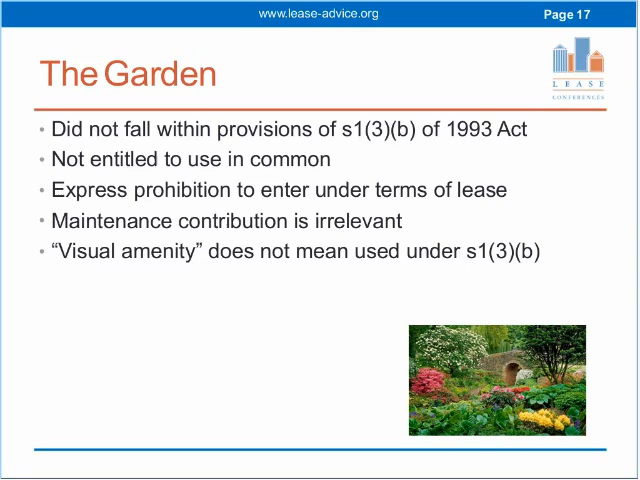 www.lease-advice.org
Page 17
The Garden
LEASE
CONFERENCES
• Did not fall within provisions of s1(3)(b) of 1993 Act
• Not entitled to use in common
• Express prohibition to enter under terms of lease
• Maintenance contribution is irrelevant
• “Visual amenity” does not mean used under s1(3)(b)